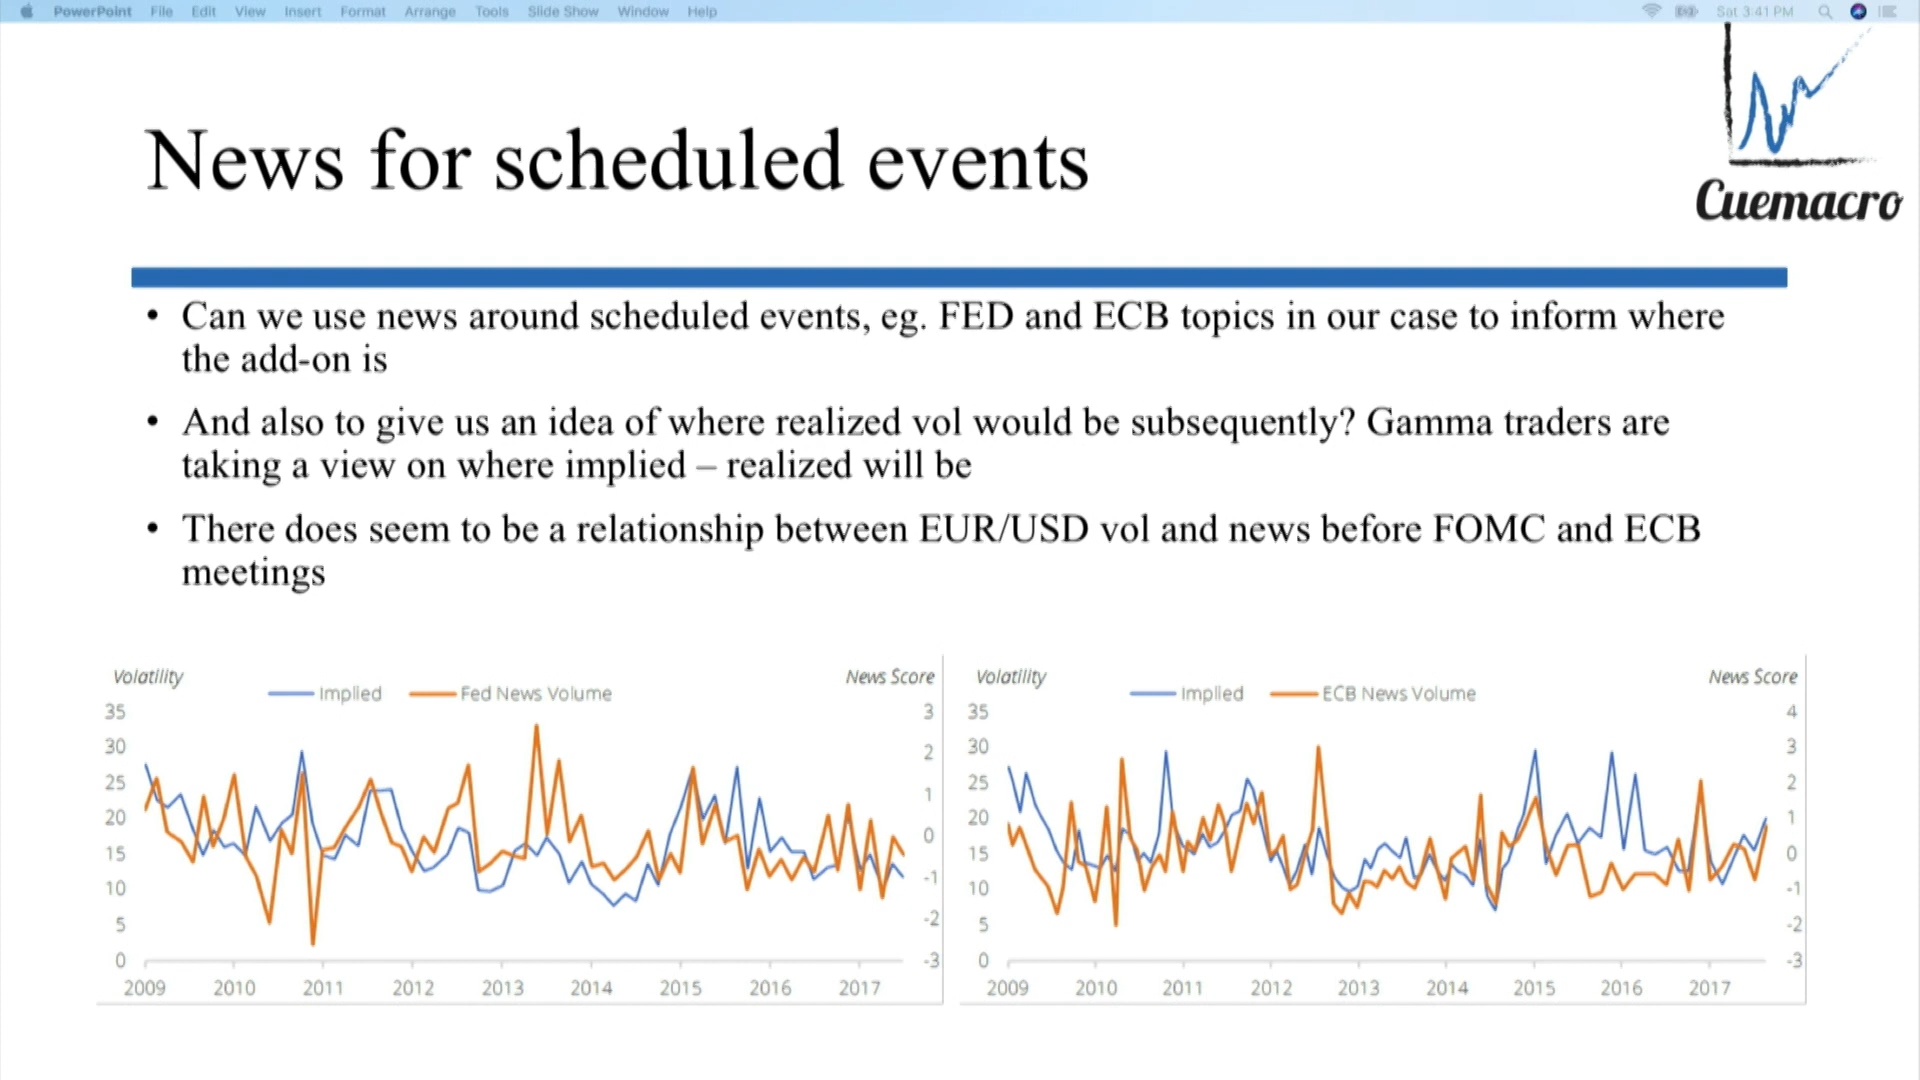 PowerPoint File Edit View Insert Format Arrange Tools Slide Show Window Help Sat 3:41 PM
Cuemacro
News for scheduled events
• Can we use news around scheduled events, eg. FED and ECB topics in our case to inform where
the add-on is
• And also to give us an idea of where realized vol would be subsequently? Gamma traders are
taking a view on where implied – realized will be
• There does seem to be a relationship between EUR/USD vol and news before FOMC and ECB
meetings
Volatility News Score
Implied Fed News Volume
35 3
30 2
25 1
20 0
15 -1
10 -2
5 -3
0
2009 2010 2011 2012 2013 2014 2015 2016 2017
Volatility News Score
Implied ECB News Volume
35 4
30 3
25 2
20 1
15 0
10 -1
5 -2
0 -3
2009 2010 2011 2012 2013 2014 2015 2016 2017